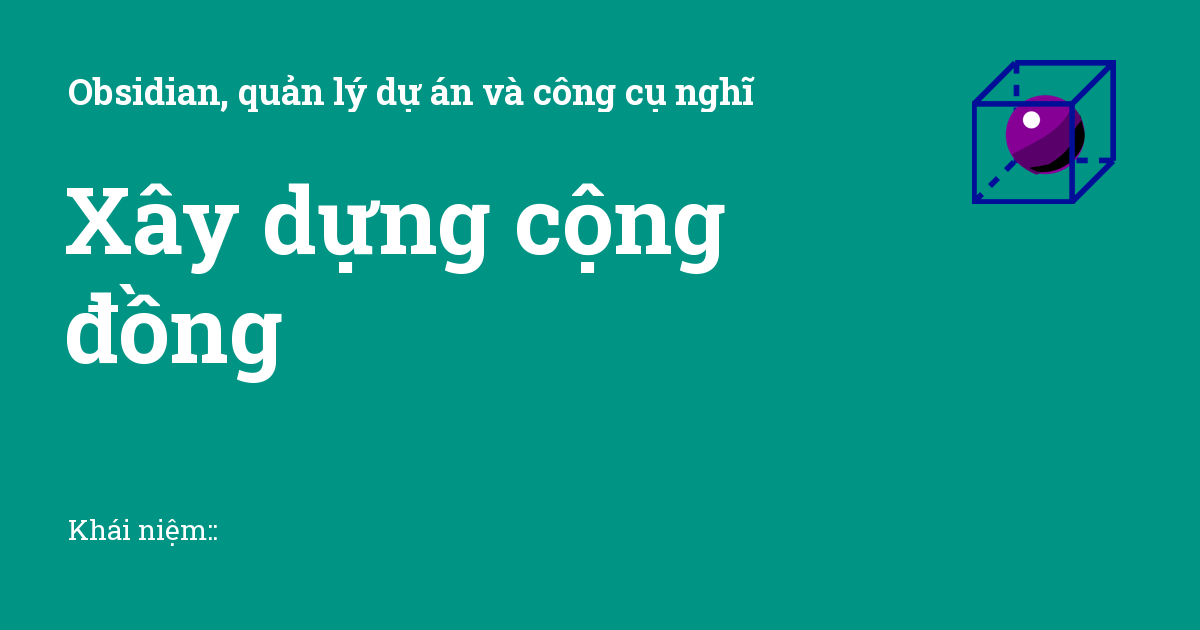 Obsidian, quản lý dự án và công cụ nghĩ
Xây dựng cộng
đồng
Khái niệm::